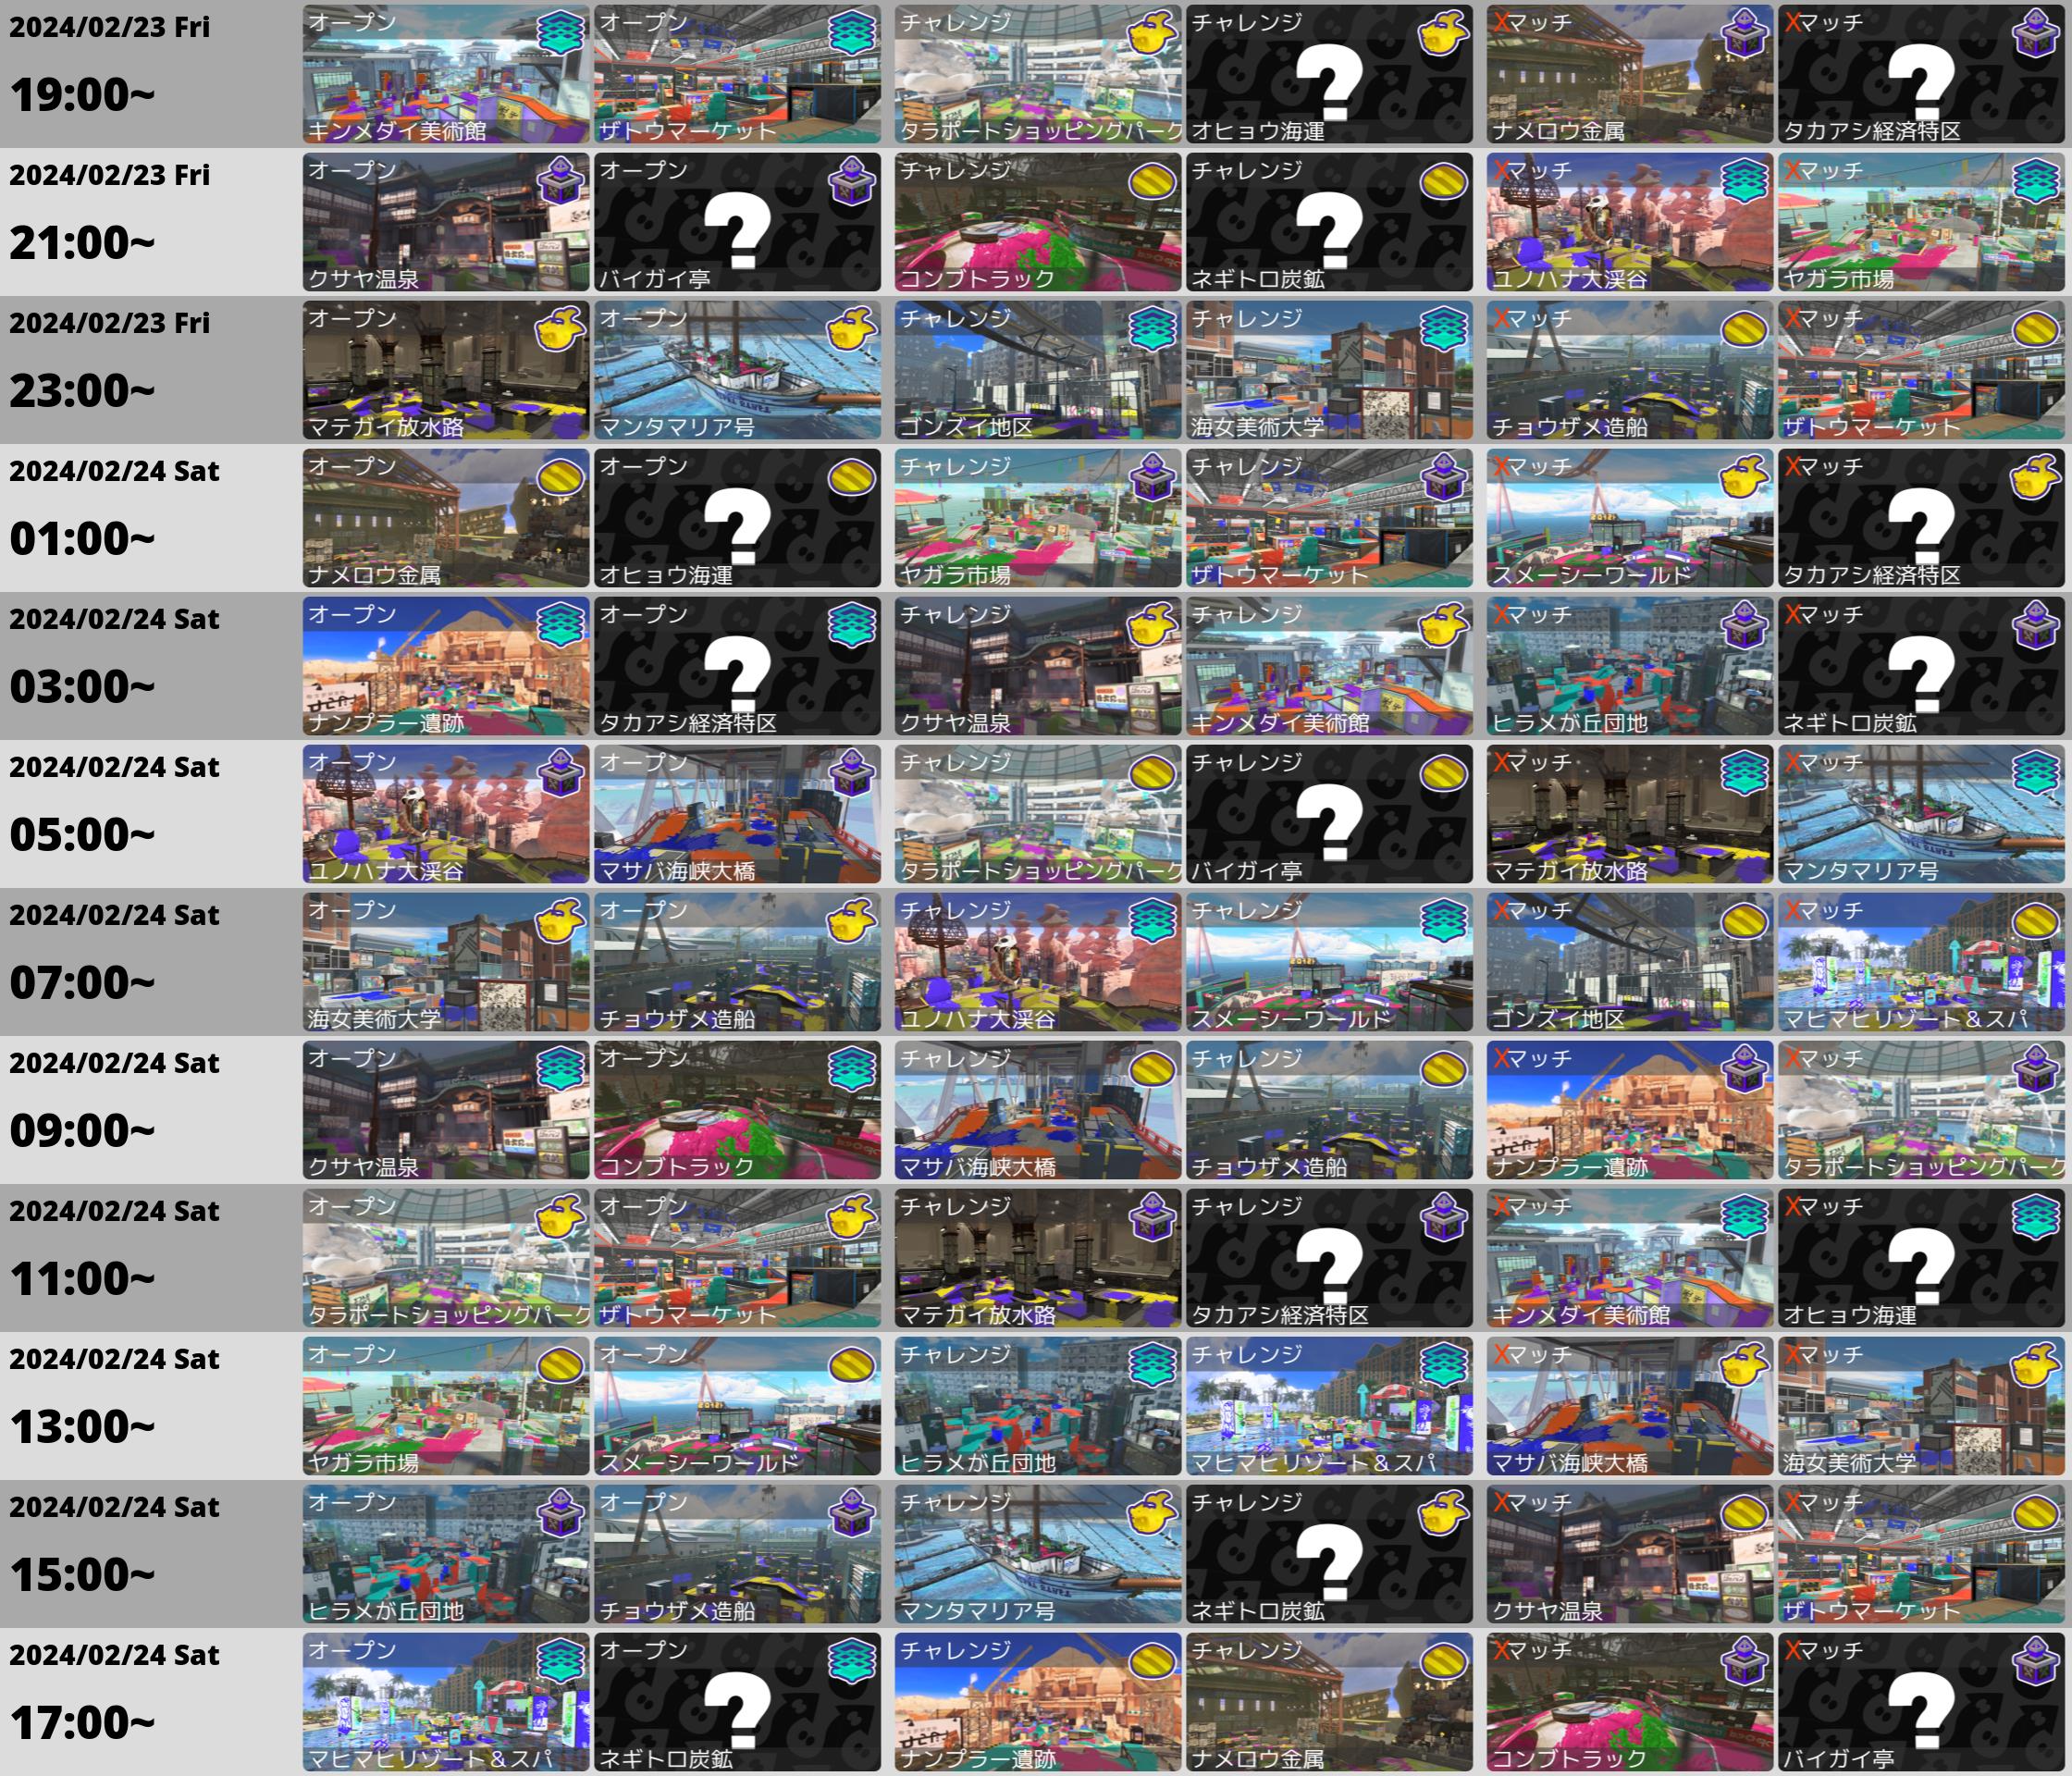 2024/02/23 Fri
19:00~
オープン
キンメダイ美術館
オープン
ザトウマーケット
チャレンジ
タラポートショッピングパーク
チャレンジ
オヒョウ海運
Xマッチ
ナメロウ金属
Xマッチ
タカアシ経済特区
2024/02/23 Fri
21:00~
オープン
クサヤ温泉
オープン
バイガイ亭
チャレンジ
コンブトラック
チャレンジ
ネギトロ炭鉱
Xマッチ
ユノハナ大渓谷
Xマッチ
ヤガラ市場
2024/02/23 Fri
23:00~
オープン
マテガイ放水路
オープン
マンタマリア号
チャレンジ
ゴンズイ地区
チャレンジ
海女美術大学
Xマッチ
チョウザメ造船
Xマッチ
ザトウマーケット
2024/02/24 Sat
01:00~
オープン
ナメロウ金属
オープン
オヒョウ海運
チャレンジ
ヤガラ市場
チャレンジ
ザトウマーケット
Xマッチ
スメーシーワールド
Xマッチ
タカアシ経済特区
2024/02/24 Sat
03:00~
オープン
ナンプラー遺跡
オープン
タカアシ経済特区
チャレンジ
クサヤ温泉
チャレンジ
キンメダイ美術館
Xマッチ
ヒラメが丘団地
Xマッチ
ネギトロ炭鉱
2024/02/24 Sat
05:00~
オープン
ユノハナ大渓谷
オープン
マサバ海峡大橋
チャレンジ
タラポートショッピングパーク
チャレンジ
バイガイ亭
Xマッチ
マテガイ放水路
Xマッチ
マンタマリア号
2024/02/24 Sat
07:00~
オープン
海女美術大学
オープン
チョウザメ造船
チャレンジ
ユノハナ大渓谷
チャレンジ
スメーシーワールド
Xマッチ
ゴンズイ地区
Xマッチ
マヒマヒリゾート＆スパ
2024/02/24 Sat
09:00~
オープン
クサヤ温泉
オープン
コンブトラック
チャレンジ
マサバ海峡大橋
チャレンジ
チョウザメ造船
Xマッチ
ナンプラー遺跡
Xマッチ
タラポートショッピングパーク
2024/02/24 Sat
11:00~
オープン
タラポートショッピングパーク
オープン
ザトウマーケット
チャレンジ
マテガイ放水路
チャレンジ
タカアシ経済特区
Xマッチ
キンメダイ美術館
Xマッチ
オヒョウ海運
2024/02/24 Sat
13:00~
オープン
ヤガラ市場
オープン
スメーシーワールド
チャレンジ
ヒラメが丘団地
チャレンジ
マヒマヒリゾート＆スパ
Xマッチ
マサバ海峡大橋
Xマッチ
海女美術大学
2024/02/24 Sat
15:00~
オープン
ヒラメが丘団地
オープン
チョウザメ造船
チャレンジ
マンタマリア号
チャレンジ
ネギトロ炭鉱
Xマッチ
クサヤ温泉
Xマッチ
ザトウマーケット
2024/02/24 Sat
17:00~
オープン
マヒマヒリゾート＆スパ
オープン
ネギトロ炭鉱
チャレンジ
ナンプラー遺跡
チャレンジ
ナメロウ金属
Xマッチ
コンブトラック
Xマッチ
バイガイ亭